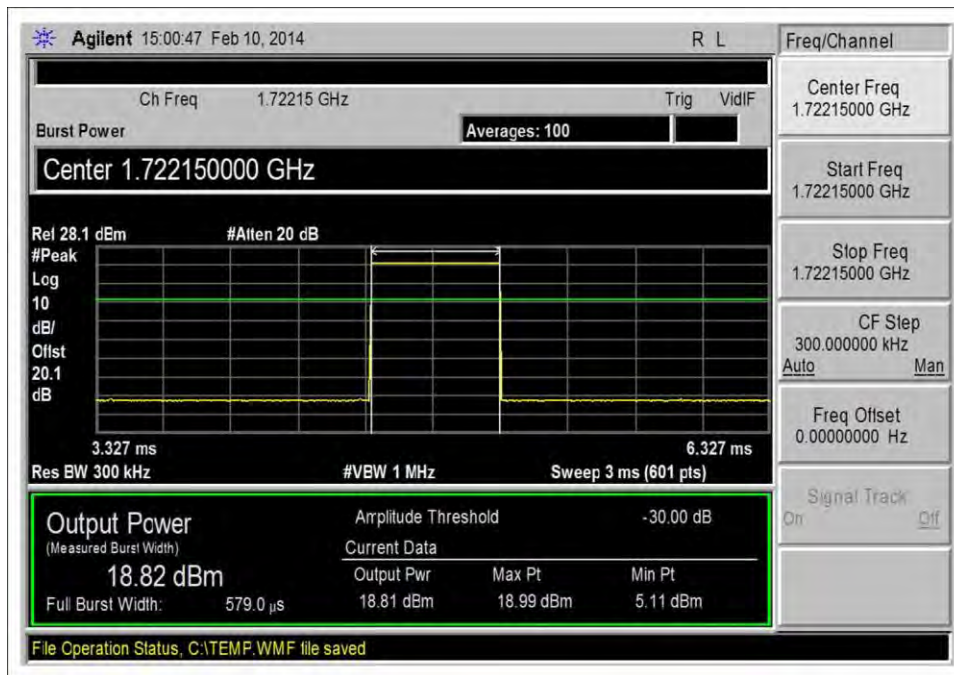 Agilent 15:00:47 Feb 10, 2014 R L
Ch Freq 1.72215 GHz Trig VidIF
Burst Power Averages: 100
Center 1.722150000 GHz
Ref 28.1 dBm #Atten 20 dB
#Peak
Log
10
dB/
Offst
20.1
dB
3.327 ms 6.327 ms
Res BW 300 kHz #VBW 1 MHz Sweep 3 ms (601 pts)
Output Power
(Measured Burst Width)
18.82 dBm
Full Burst Width: 579.0 µs
Amplitude Threshold -30.00 dB
Current Data
Output Pwr Max Pt Min Pt
18.81 dBm 18.99 dBm 5.11 dBm
File Operation Status, C:\TEMP.WMF file saved
Freq/Channel
Center Freq
1.72215000 GHz
Start Freq
1.72215000 GHz
Stop Freq
1.72215000 GHz
CF Step
300.000000 kHz
Auto Man
Freq Offset
0.00000000 Hz
Signal Track
On Off